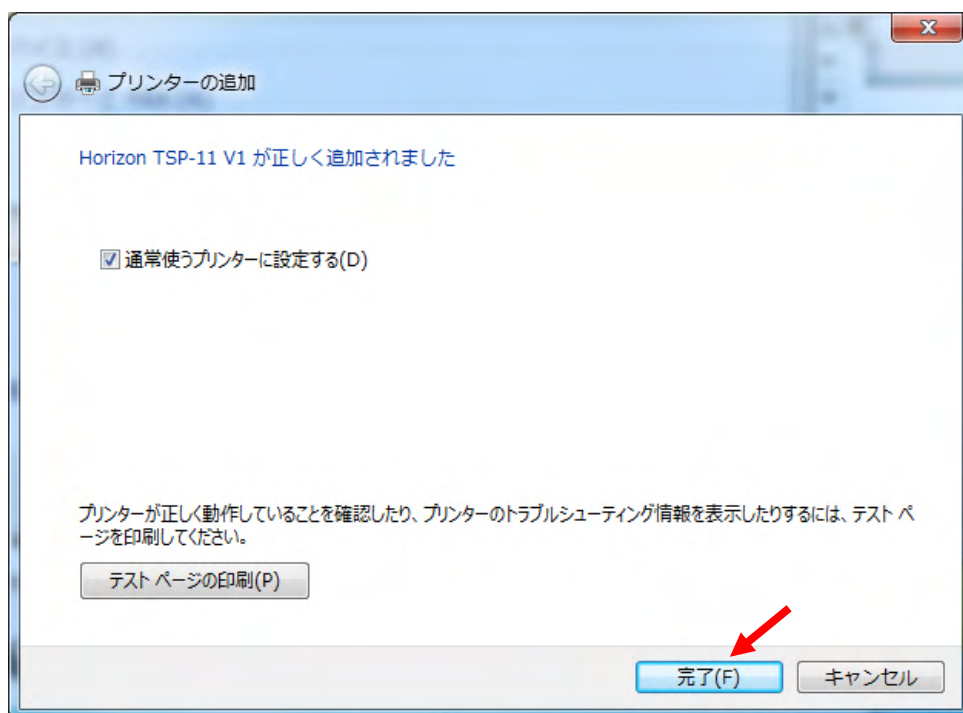 プリンターの追加
Horizon TSP-11 V1 が正しく追加されました
通常使うプリンターに設定する(D)
プリンターが正しく動作していることを確認したり、プリンターのトラブルシューティング情報を表示したりするには、テスト ペ
ージを印刷してください。
テスト ページの印刷(P)
完了(F)
キャンセル